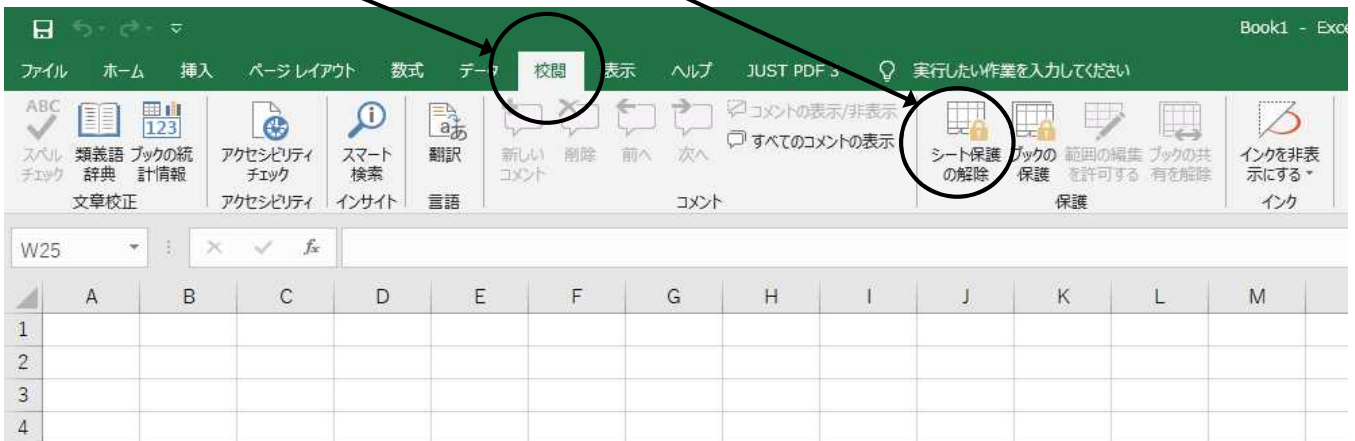 Book1 - Exce
ファイル ホーム 挿入 ページ レイアウト 数式 データ 校閲 表示 ヘルプ JUST PDF 3 実行したい作業を入力してください
ABC 123 aあ コメントの表示/非表示
すべてのコメントの表示
スペル 類義語 ブックの統 アクセシビリティ スマート 翻訳 新しい 削除 前へ 次へ シート保護 ブックの 範囲の編集 ブックの共 インクを非表
チェック 辞典 計情報 チェック 検索 コメント の解除 保護 を許可する 有を解除 示にする
文章校正 アクセシビリティ インサイト 言語 コメント 保護 インク
W25 fx
A B C D E F G H I J K L M
1
2
3
4